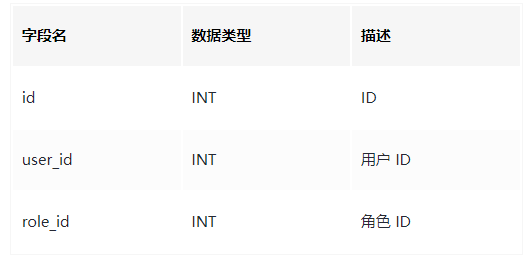 字段名 数据类型 描述
id INT ID
user_id INT 用户 ID
role_id INT 角色 ID